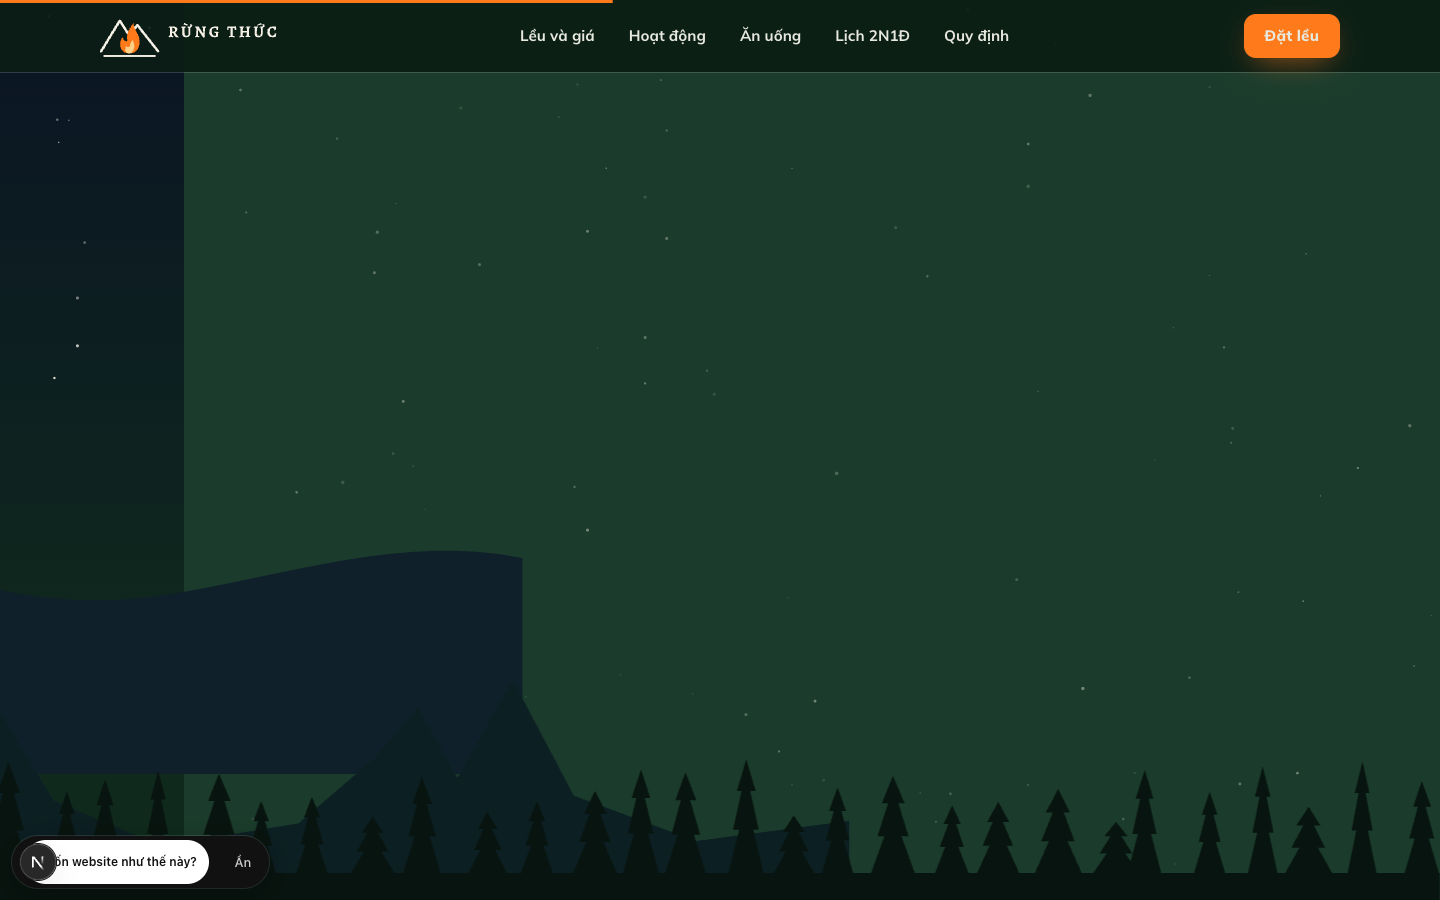 RỪNG THỨC
Lều và giá
Hoạt động
Ăn uống
Lịch 2N1Đ
Quy định
Đặt lều
website như thế này?
Ẩn